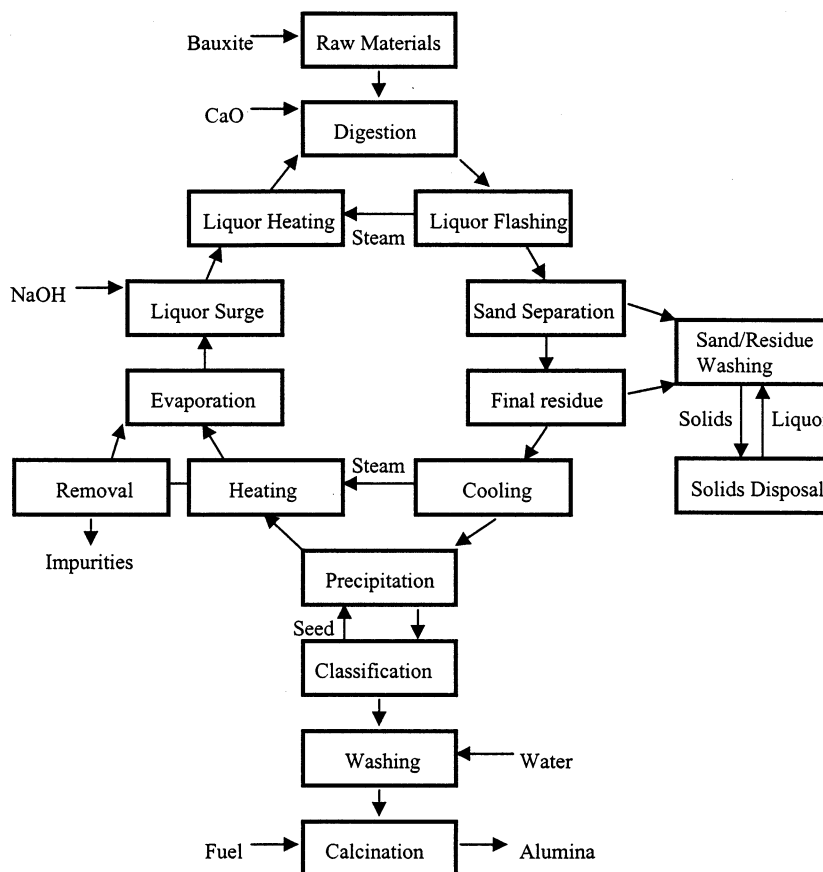 Bauxite
Raw Materials
CaO
Digestion
Liquor Heating
Steam
Liquor Flashing
NaOH
Liquor Surge
Sand Separation
Sand/Residue
Washing
Evaporation
Final residue
Solids
Liquor
Removal
Heating
Steam
Cooling
Solids Disposal
Impurities
Precipitation
Seed
Classification
Washing
Water
Fuel
Calcination
Alumina